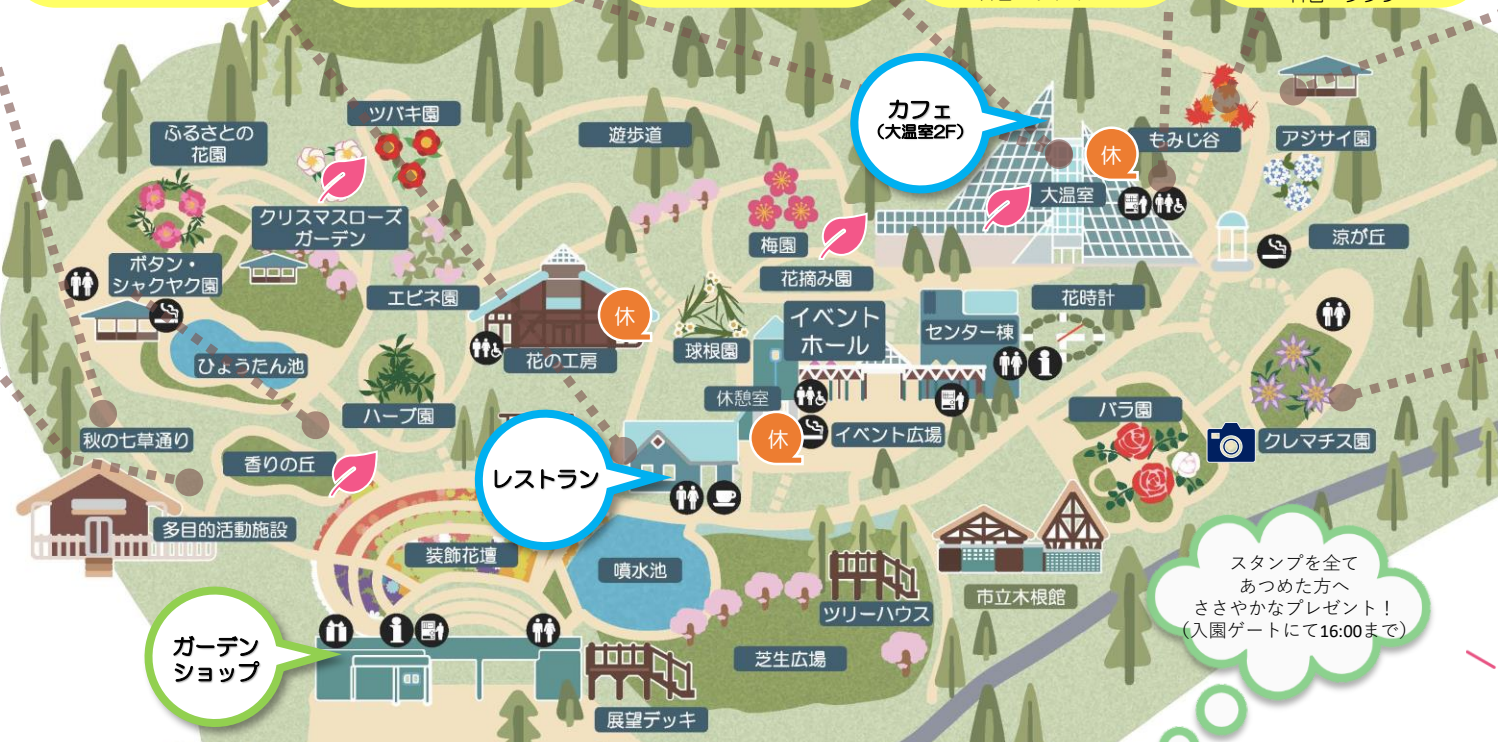 カフェ
(大温室2F)
ツバキ園
ふるさとの
花園
遊歩道
もみじ谷
アジサイ園
休
大温室
クリスマスローズ
ガーデン
梅園
涼が丘
ボタン・
シャクヤク園
花摘み園
エビネ園
花時計
イベント
ホール
センター棟
休
球根園
花の工房
ひょうたん池
休憩室
ハーブ園
バラ園
秋の七草通り
休
イベント広場
クレマチス園
香りの丘
レストラン
多目的活動施設
装飾花壇
噴水池
ツリーハウス
市立木根館
スタンプを全て
あつめた方へ
ささやかなプレゼント！
(入園ゲートにて16:00まで)
ガーデン
ショップ
芝生広場
展望デッキ